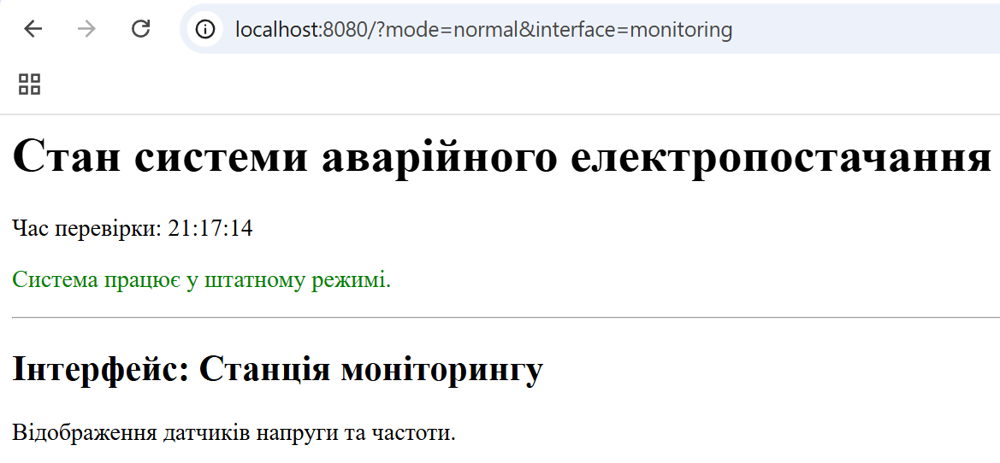 localhost:8080/?mode=normal&interface=monitoring
Стан системи аварійного електропостачання
Час перевірки: 21:17:14
Система працює у штатному режимі.
Інтерфейс: Станція моніторингу
Відображення датчиків напруги та частоти.